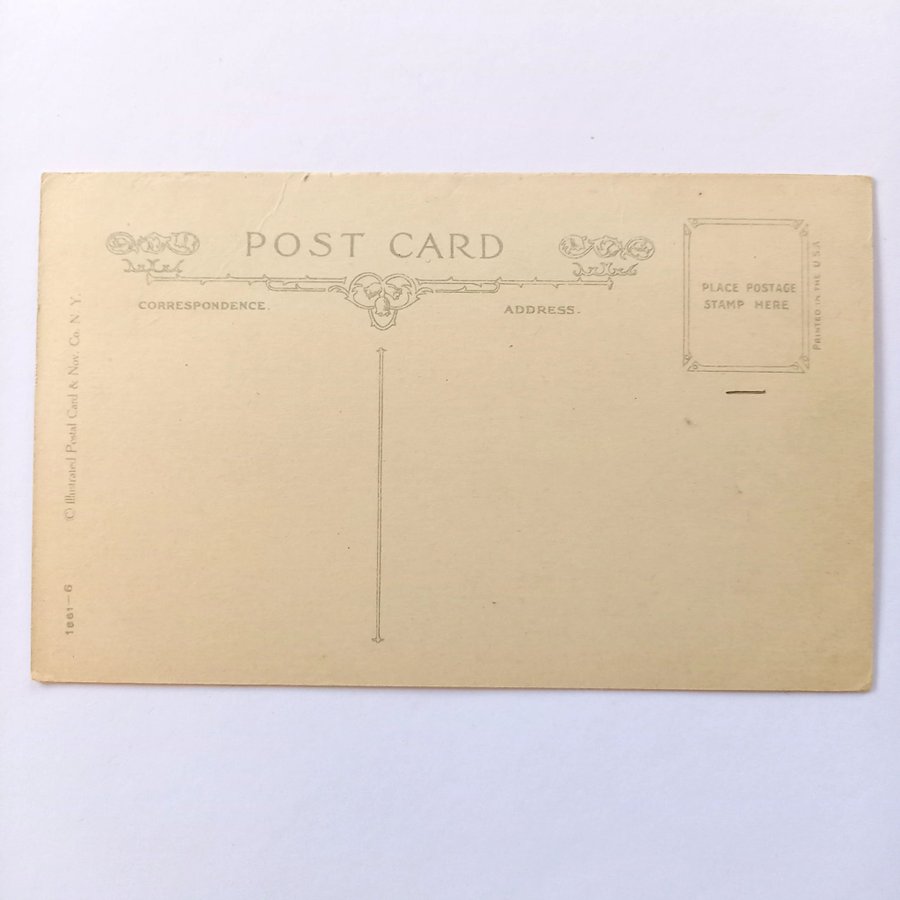 POST CARD
CORRESPONDENCE.
ADDRESS.
PLACE POSTAGE
STAMP HERE
PRINTED IN THE U.S.A
© Illustrated Postal Card & Nov. Co. N. Y.
1861-6